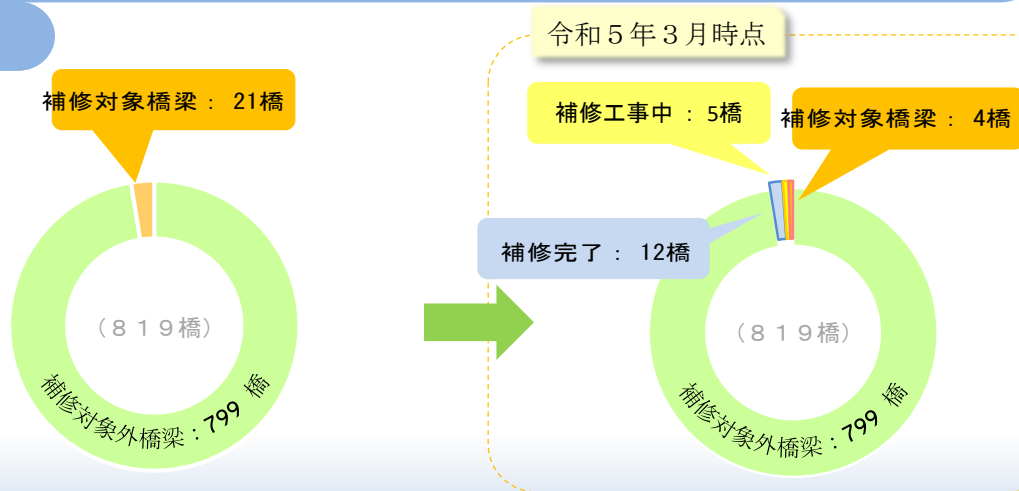 令和５年３月時点
補修対象橋梁： 21橋
補修工事中 ： 5橋
補修対象橋梁： 4橋
補修完了： 12橋
（８１９橋）
（８１９橋）
補修対象外橋梁：799 橋
補修対象外橋梁：799 橋